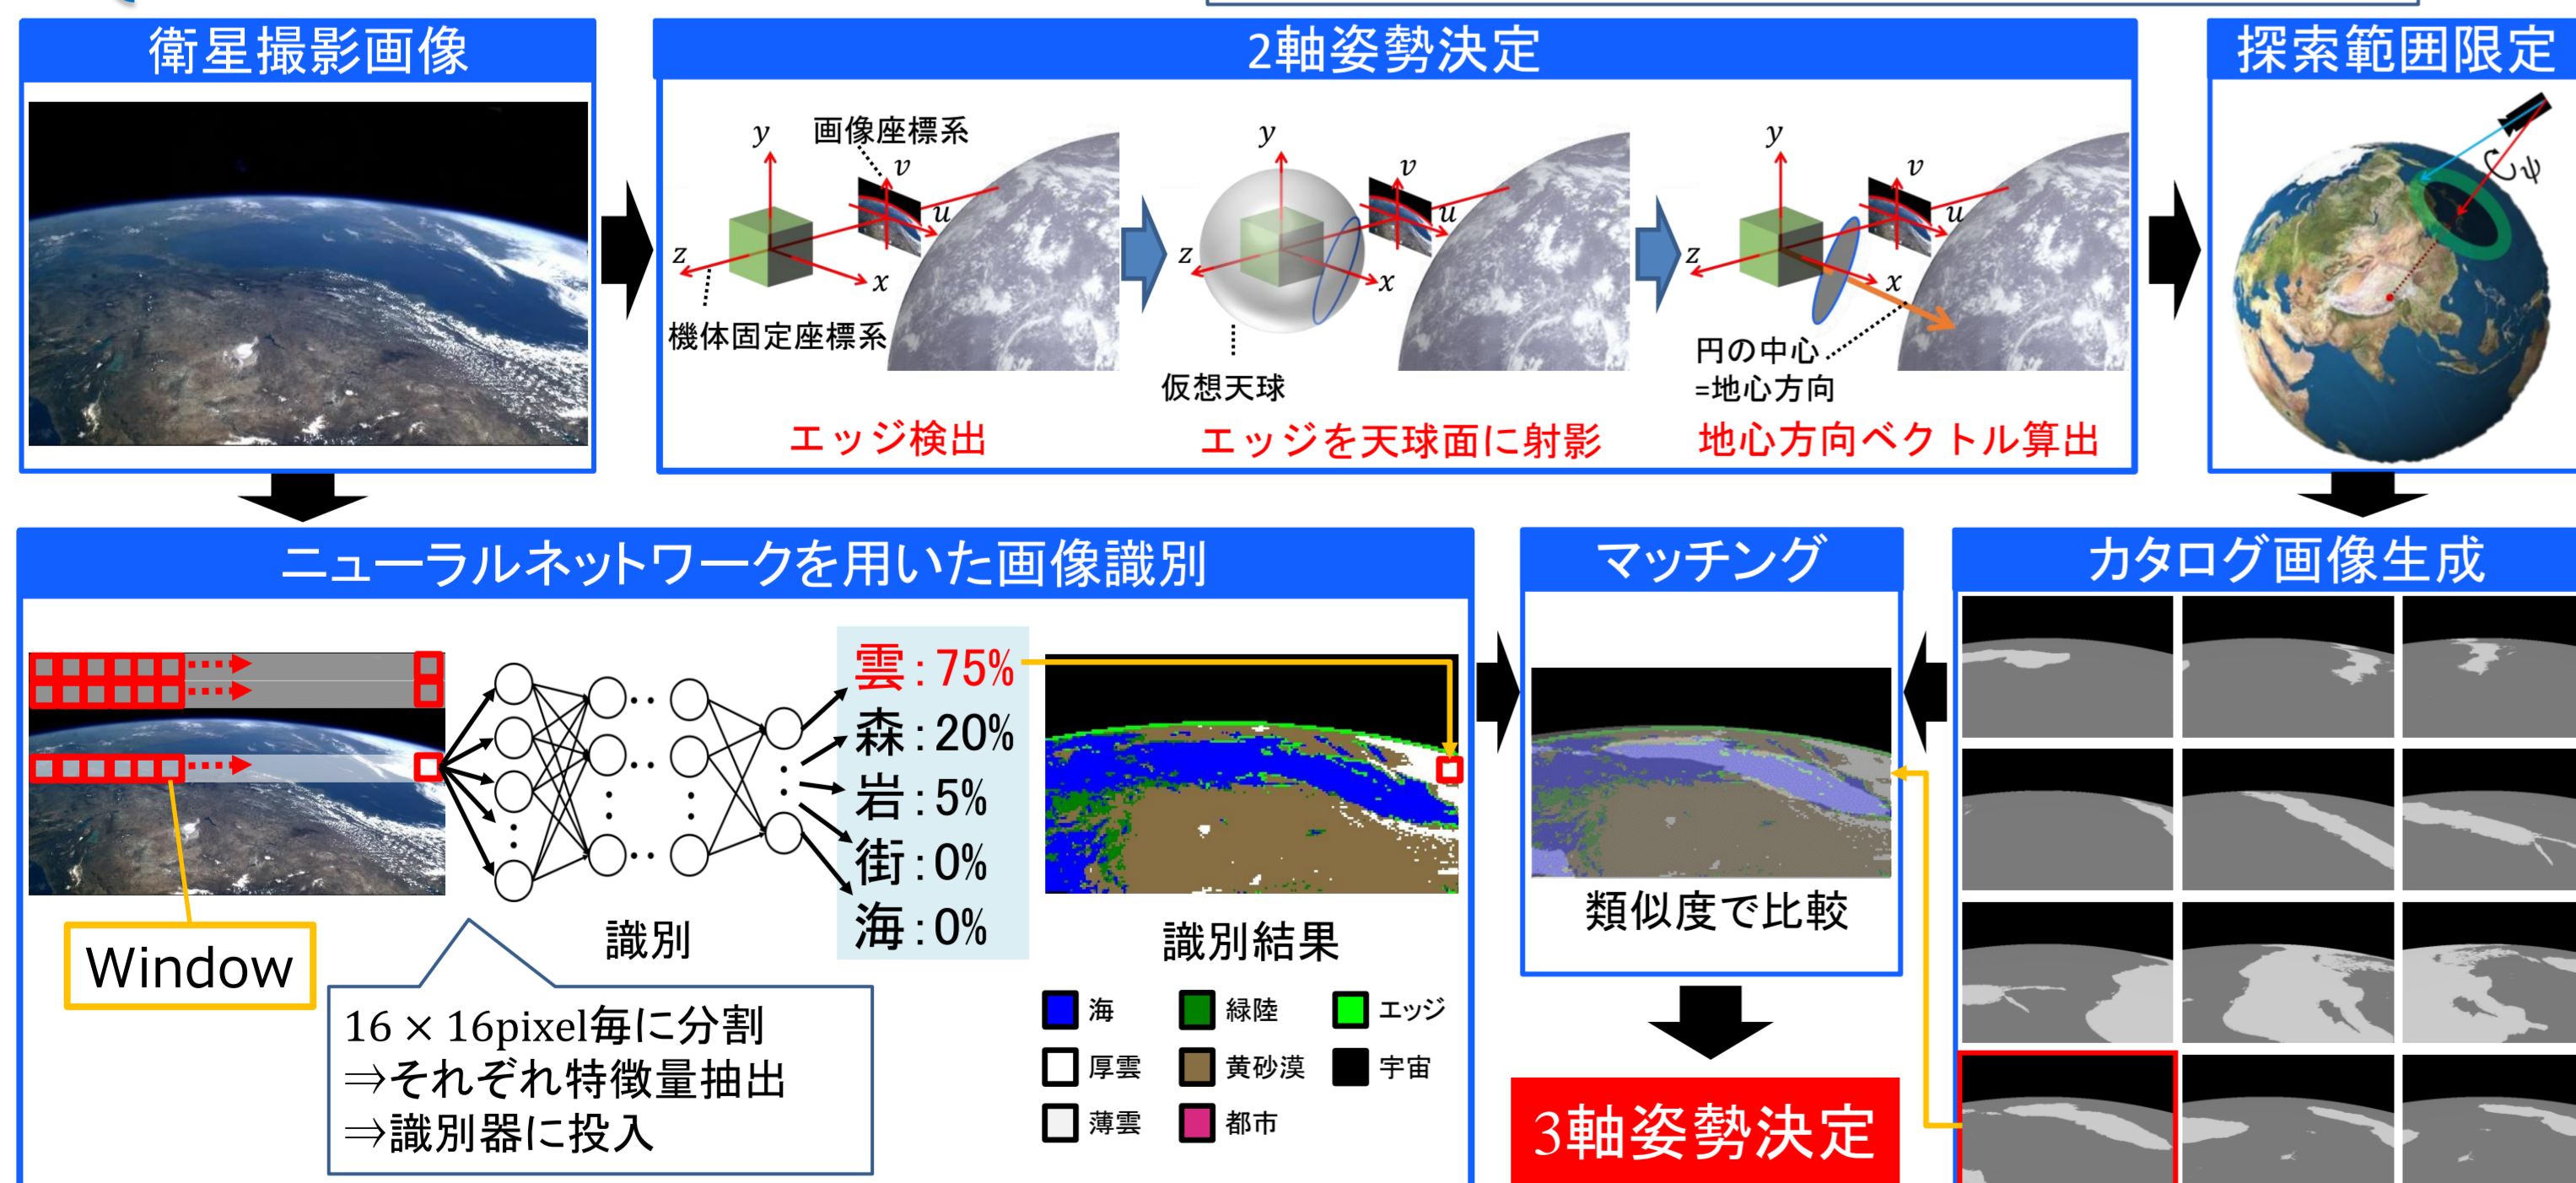 衛星撮影画像
2軸姿勢決定
探索範囲限定
y
画像座標系
v
u
z
x
機体固定座標系
エッジ検出
y
v
u
z
x
仮想天球
エッジを天球面に射影
y
v
u
z
x
円の中心
=地心方向
地心方向ベクトル算出
ψ
ニューラルネットワークを用いた画像識別
Window
16 × 16pixel毎に分割
⇒それぞれ特徴量抽出
⇒識別器に投入
識別
雲:75%
森:20%
岩:5%
街:0%
海:0%
識別結果
海
緑陸
エッジ
厚雲
黄砂漠
宇宙
薄雲
都市
マッチング
類似度で比較
3軸姿勢決定
カタログ画像生成